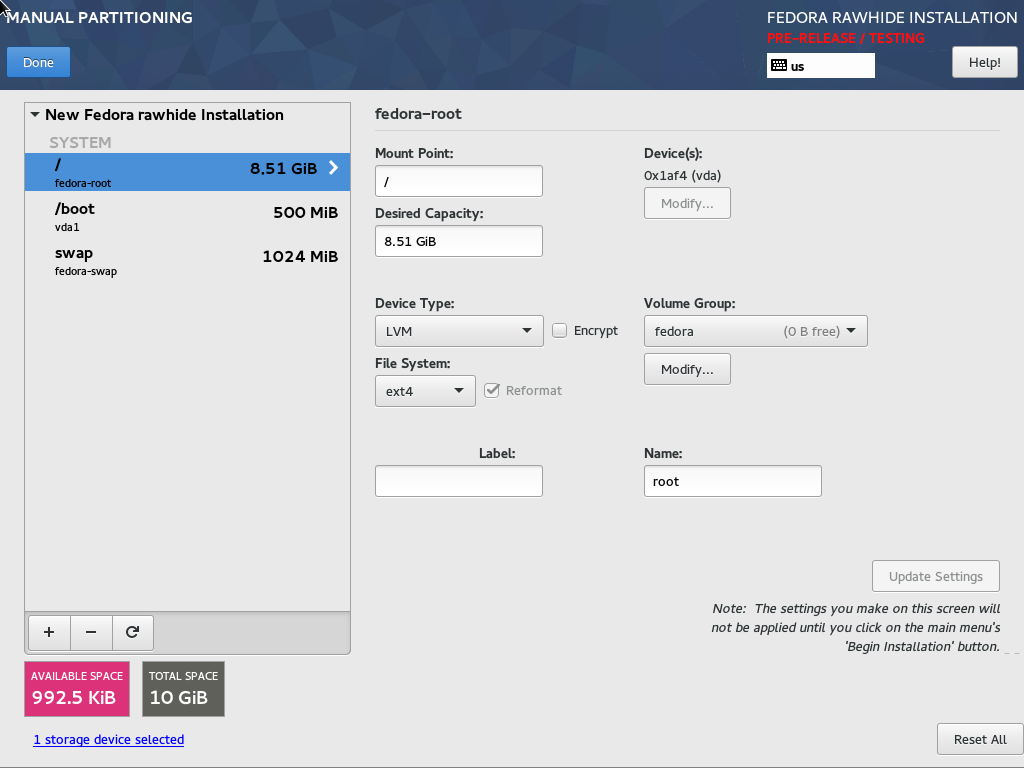 MANUAL PARTITIONING
FEDORA RAWHIDE INSTALLATION
PRE-RELEASE / TESTING
Done
us
Help!
New Fedora rawhide Installation
SYSTEM
/
8.51 GiB
fedora-root
/boot
500 MiB
vda1
swap
1024 MiB
fedora-swap
+
−
AVAILABLE SPACE
992.5 KiB
TOTAL SPACE
10 GiB
1 storage device selected
fedora-root
Mount Point:
/
Desired Capacity:
8.51 GiB
Device(s):
0x1af4 (vda)
Modify...
Device Type:
LVM
Encrypt
Volume Group:
fedora (0 B free)
Modify...
File System:
ext4
Reformat
Label:
Name:
root
Update Settings
Note: The settings you make on this screen will
not be applied until you click on the main menu's
'Begin Installation' button.
Reset All